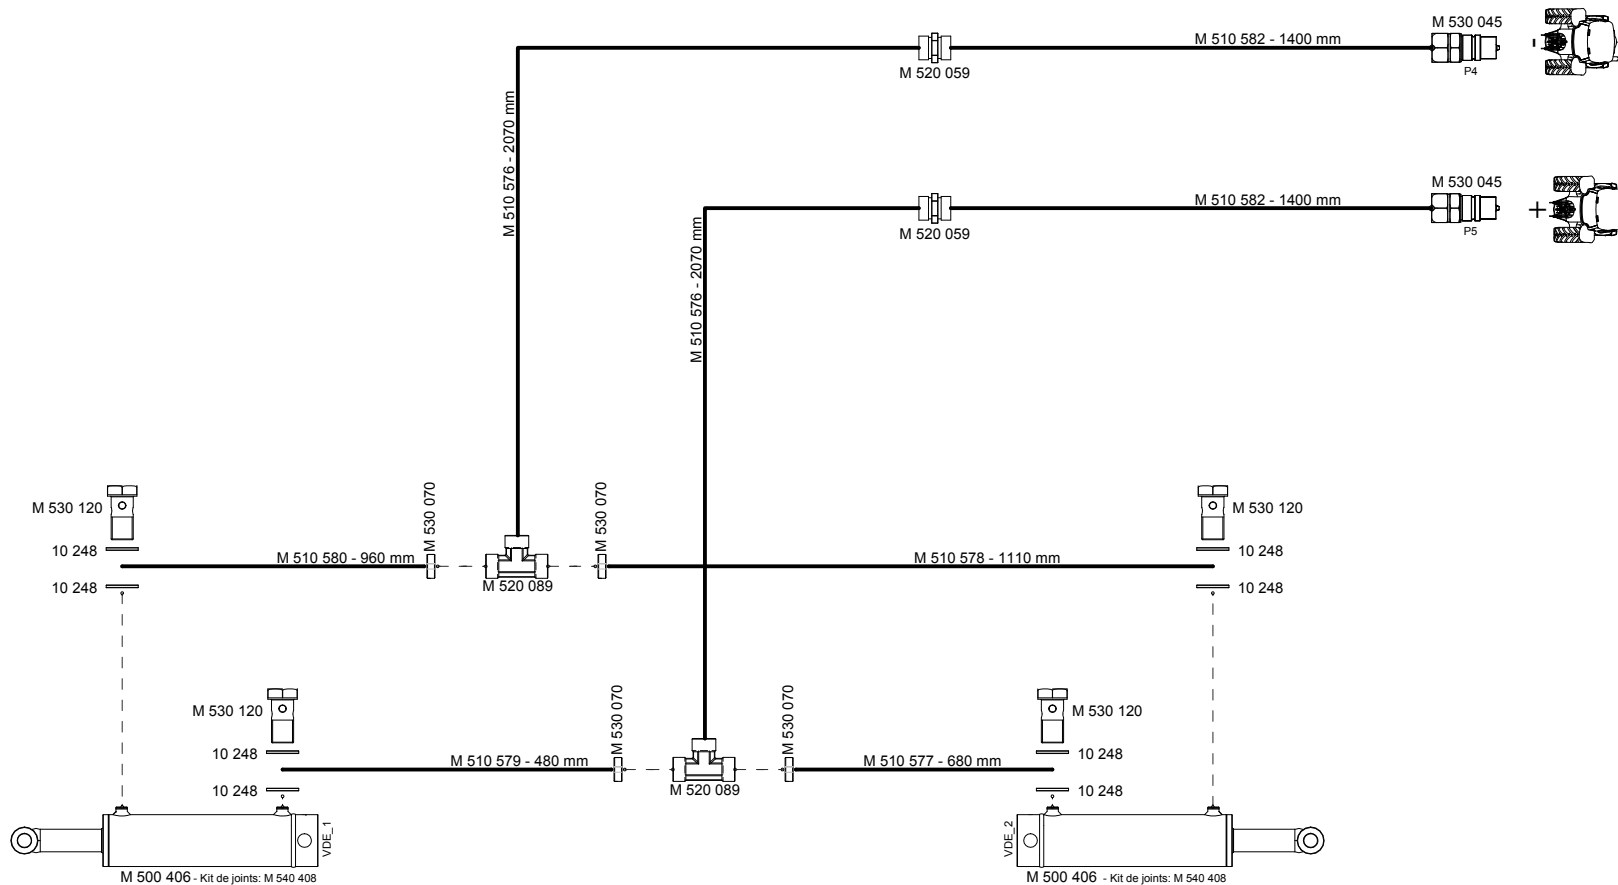 M 530 045
M 510 582 - 1400 mm
-
M 520 059
P4
M 510 576 - 2070 mm
M 530 045
M 510 582 - 1400 mm
+
M 520 059
P5
M 510 576 - 2070 mm
M 530 120
M 530 070
M 530 070
M 530 120
10 248
M 510 580 - 960 mm
M 510 578 - 1110 mm
10 248
10 248
M 520 089
10 248
M 530 120
M 530 070
M 530 070
M 530 120
10 248
M 510 579 - 480 mm
M 510 577 - 680 mm
10 248
10 248
M 520 089
10 248
VDE_1
VDE_2
M 500 406 - Kit de joints: M 540 408
M 500 406 - Kit de joints: M 540 408